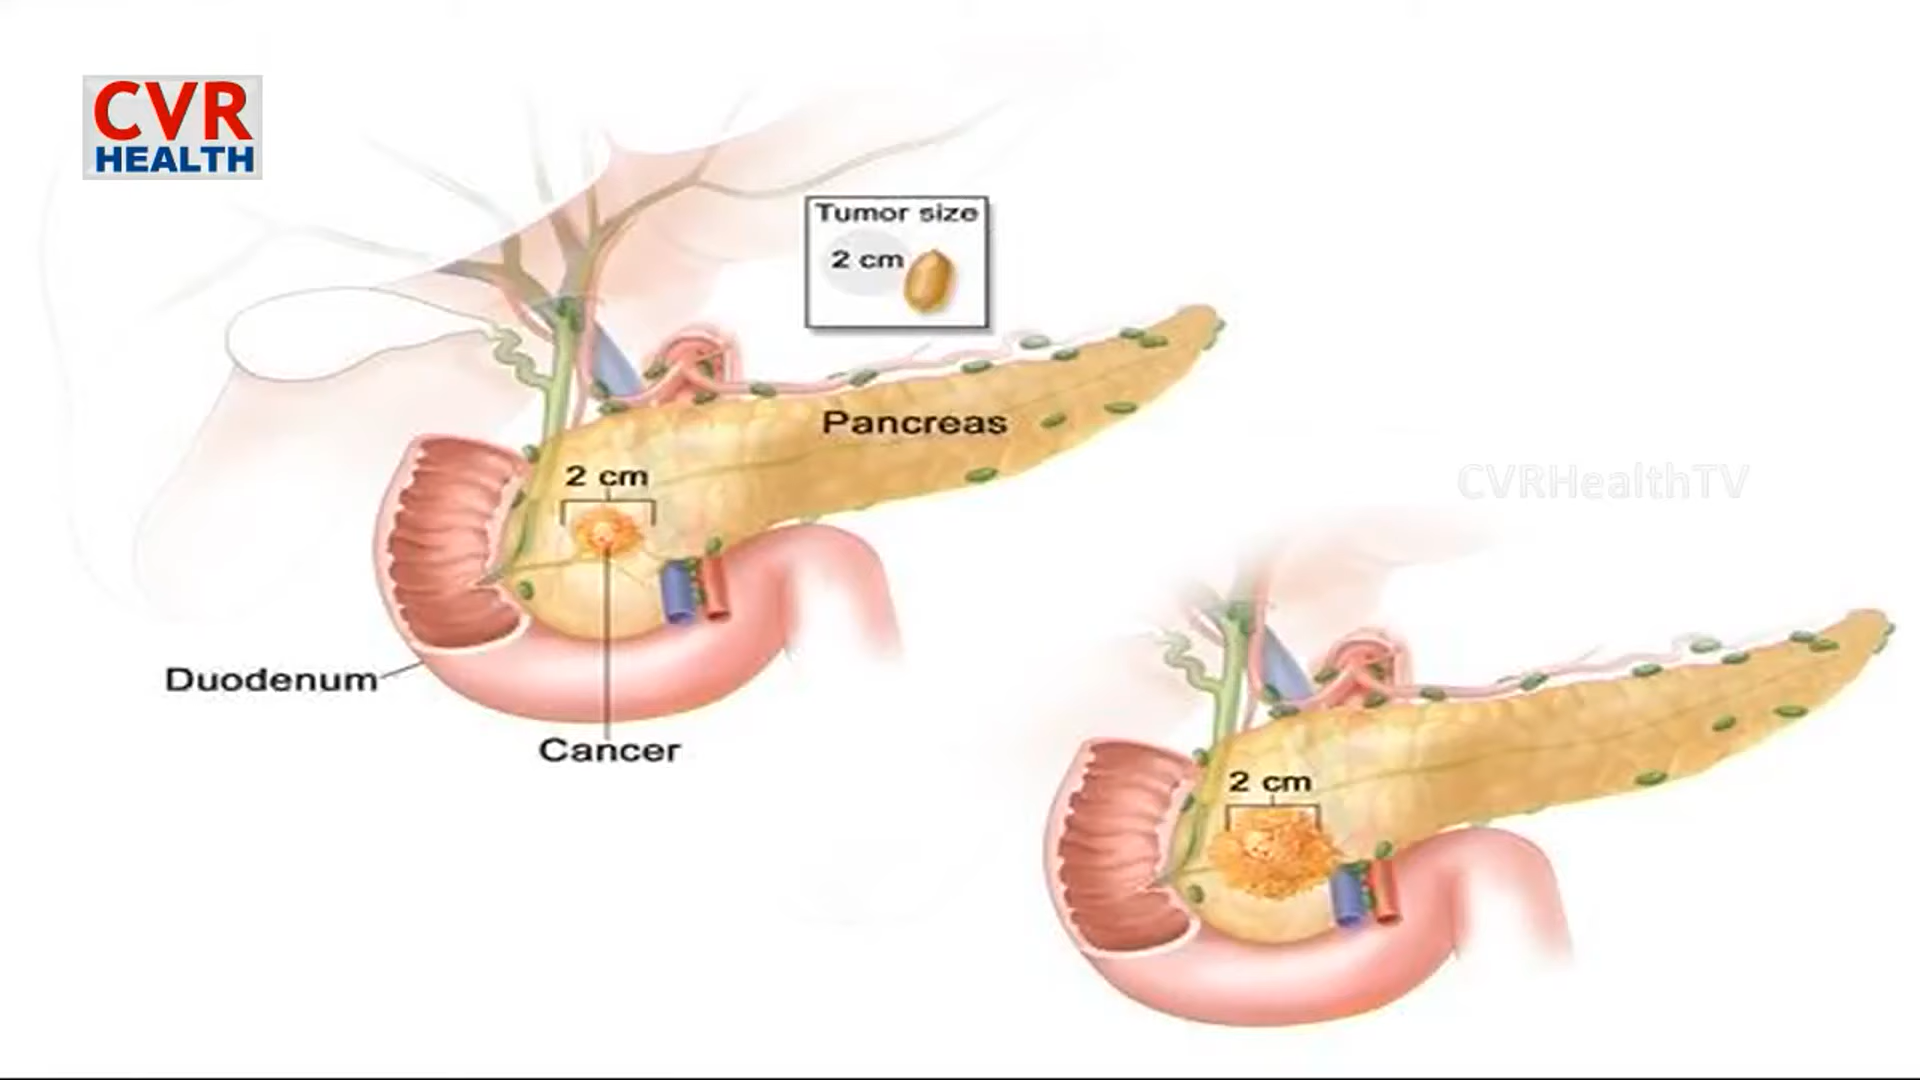 CVR
HEALTH
Tumor size
2 cm
Pancreas
2 cm
CVRHealthTV
Duodenum
Cancer
2 cm